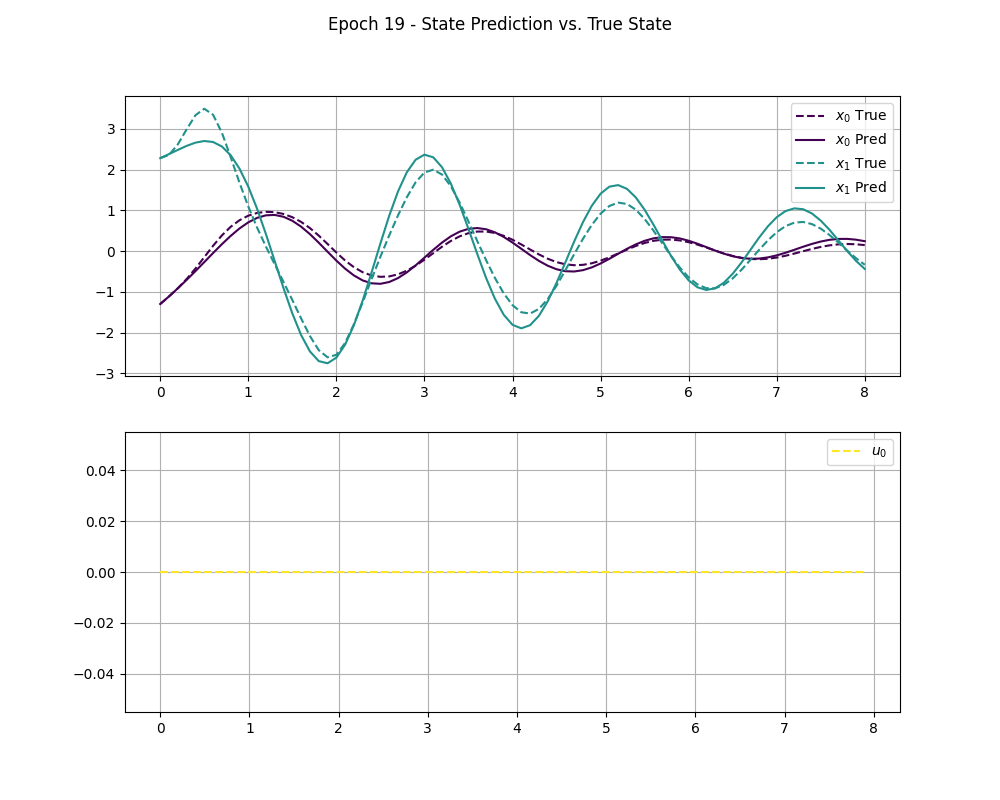 Epoch 19 - State Prediction vs. True State
3
2
1
0
−1
−2
−3
x₀ True
x₀ Pred
x₁ True
x₁ Pred
0 1 2 3 4 5 6 7 8
0.04
0.02
0.00
−0.02
−0.04
u₀
0 1 2 3 4 5 6 7 8